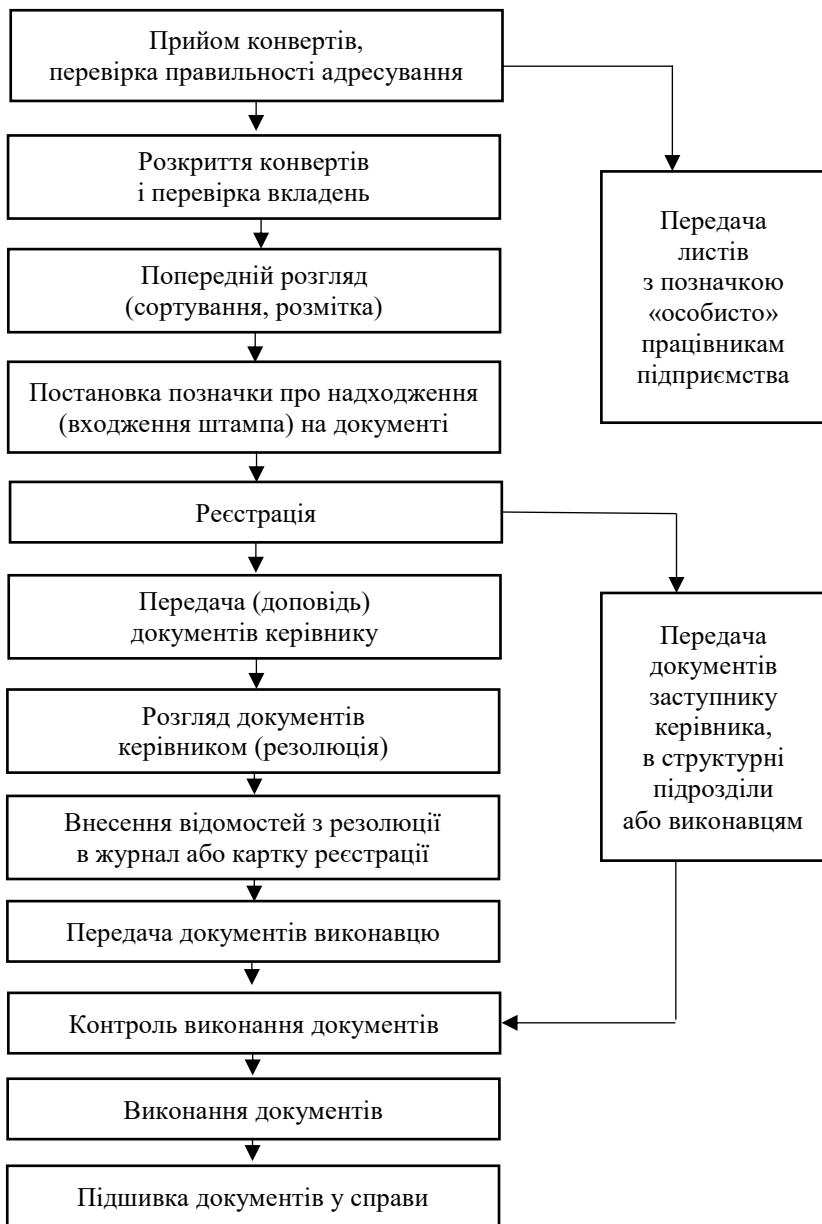 Прийом конвертів,
перевірка правильності адресування
Розкриття конвертів
і перевірка вкладень
Попередній розгляд
(сортування, розмітка)
Постановка позначки про надходження
(входження штампа) на документі
Реєстрація
Передача (доповідь)
документів керівнику
Розгляд документів
керівником (резолюція)
Внесення відомостей з резолюції
в журнал або картку реєстрації
Передача документів виконавцю
Контроль виконання документів
Виконання документів
Підшивка документів у справи
Передача
листів
з позначкою
«особисто»
працівникам
підприємства
Передача
документів
заступнику
керівника,
в структурні
підрозділи
або виконавцям